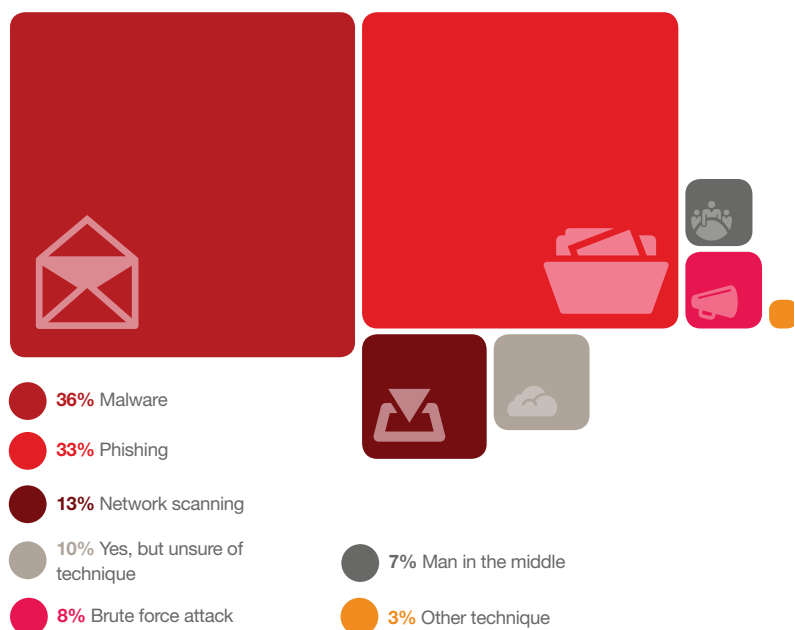 36% Malware
33% Phishing
13% Network scanning
10% Yes, but unsure of
technique
8% Brute force attack
7% Man in the middle
3% Other technique